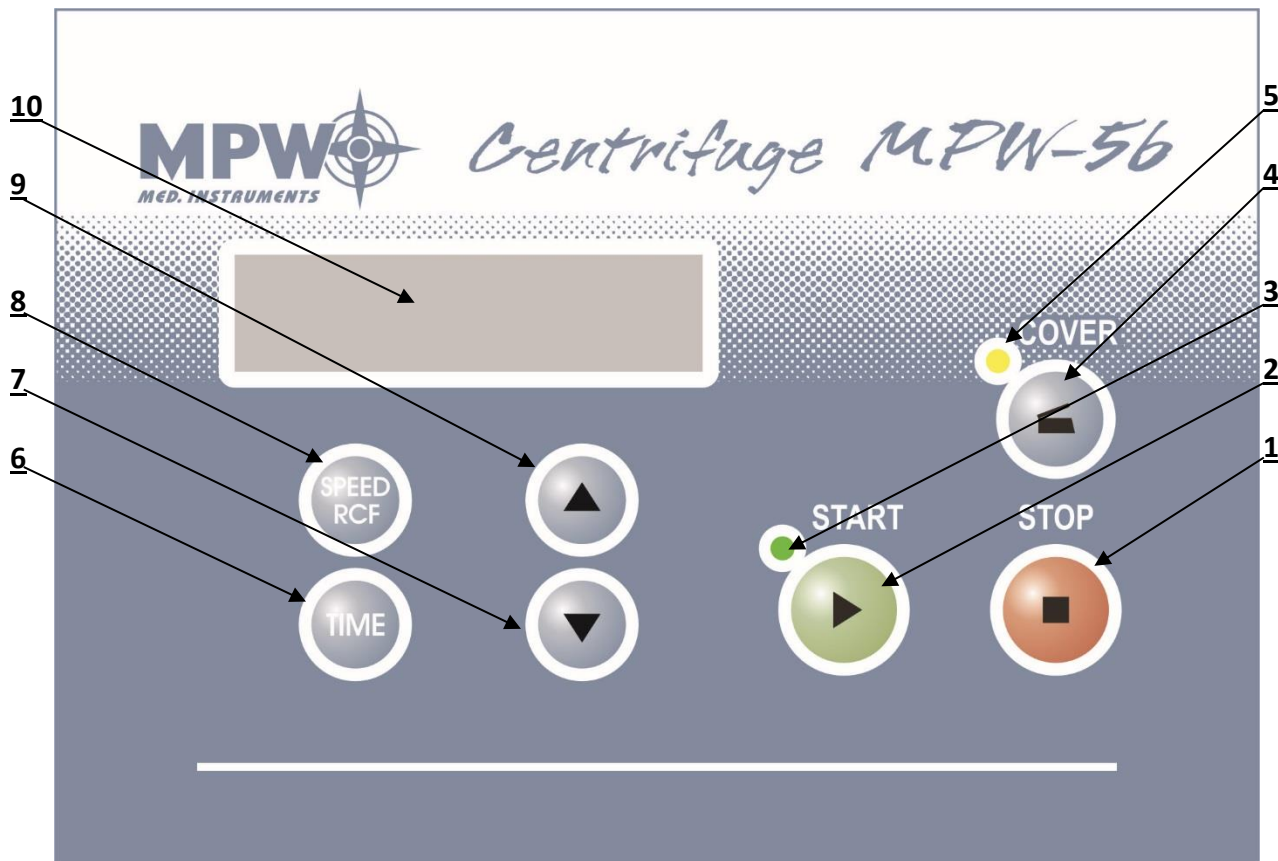 MPW
MED. INSTRUMENTS
Centrifuge MPW-56
10
9
8
7
6
5
4
3
2
1
COVER
SPEED
RCF
START
STOP
TIME